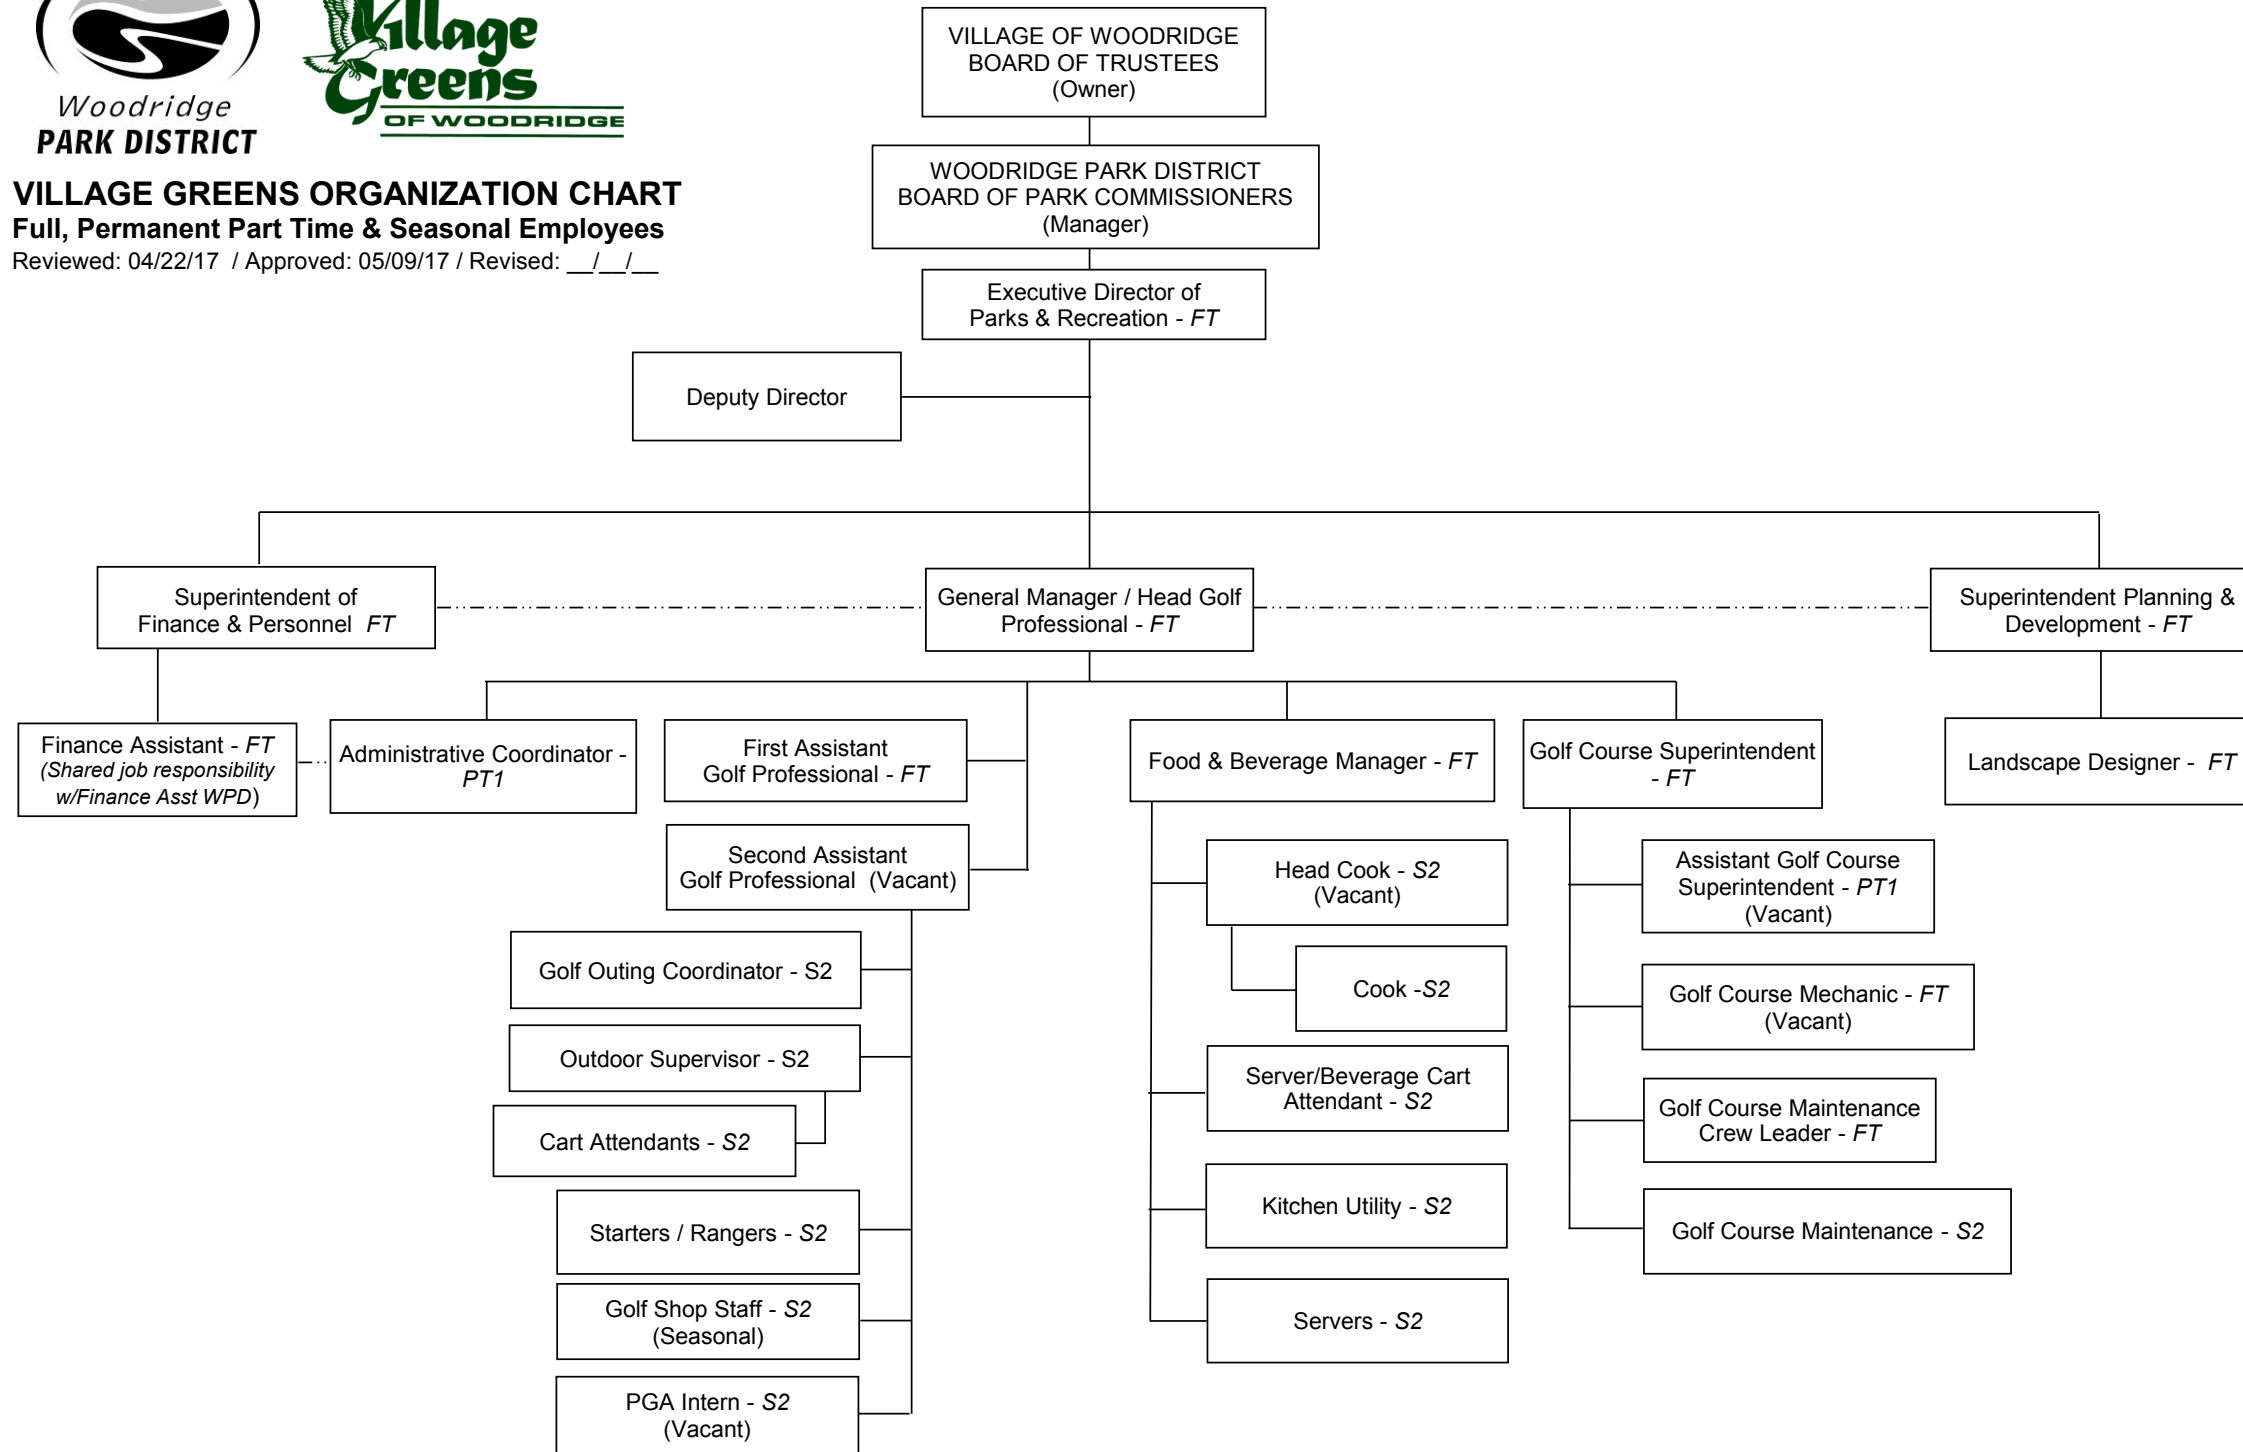 Woodridge
PARK DISTRICT
Village
Greens
OF WOODRIDGE
VILLAGE GREENS ORGANIZATION CHART
Full, Permanent Part Time & Seasonal Employees
Reviewed: 04/22/17 / Approved: 05/09/17 / Revised: __/__/__
VILLAGE OF WOODRIDGE
BOARD OF TRUSTEES
(Owner)
WOODRIDGE PARK DISTRICT
BOARD OF PARK COMMISSIONERS
(Manager)
Executive Director of
Parks & Recreation - FT
Deputy Director
Superintendent of
Finance & Personnel FT
General Manager / Head Golf
Professional - FT
Superintendent Planning &
Development - FT
Finance Assistant - FT
(Shared job responsibility
w/Finance Asst WPD)
Administrative Coordinator -
PT1
First Assistant
Golf Professional - FT
Food & Beverage Manager - FT
Golf Course Superintendent
- FT
Landscape Designer - FT
Second Assistant
Golf Professional (Vacant)
Golf Outing Coordinator - S2
Outdoor Supervisor - S2
Cart Attendants - S2
Starters / Rangers - S2
Golf Shop Staff - S2
(Seasonal)
PGA Intern - S2
(Vacant)
Head Cook - S2
(Vacant)
Cook -S2
Server/Beverage Cart
Attendant - S2
Kitchen Utility - S2
Servers - S2
Assistant Golf Course
Superintendent - PT1
(Vacant)
Golf Course Mechanic - FT
(Vacant)
Golf Course Maintenance
Crew Leader - FT
Golf Course Maintenance - S2